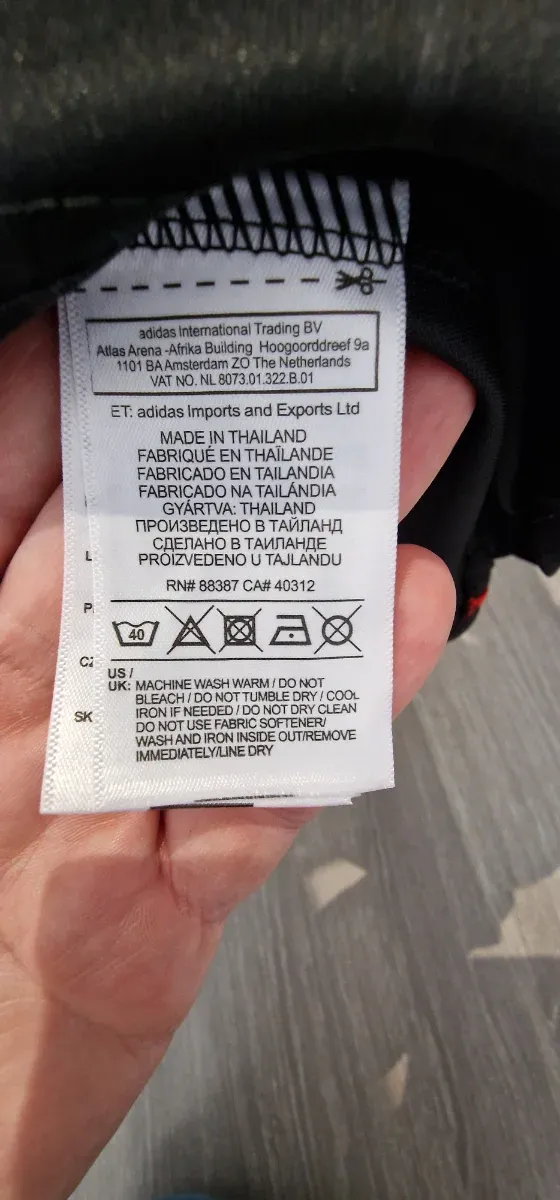 adidas International Trading BV
Atlas Arena -Afrika Building Hoogoorddreef 9a
1101 BA Amsterdam ZO The Netherlands
VAT NO. NL 8073.01.322.B.01
ET: adidas Imports and Exports Ltd
MADE IN THAILAND
FABRIQUÉ EN THAÏLANDE
FABRICADO EN TAILANDIA
FABRICADO NA TAILÁNDIA
GYÁRTVA: THAILAND
ПРОИЗВЕДЕНО В ТАЙЛАНД
СДЕЛАНО В ТАИЛАНДЕ
PROIZVEDENO U TAJLANDU
RN# 88387 CA# 40312
40
US /
UK: MACHINE WASH WARM / DO NOT
BLEACH / DO NOT TUMBLE DRY / COOL
IRON IF NEEDED / DO NOT DRY CLEAN
DO NOT USE FABRIC SOFTENER/
WASH AND IRON INSIDE OUT/REMOVE
IMMEDIATELY/LINE DRY
SK